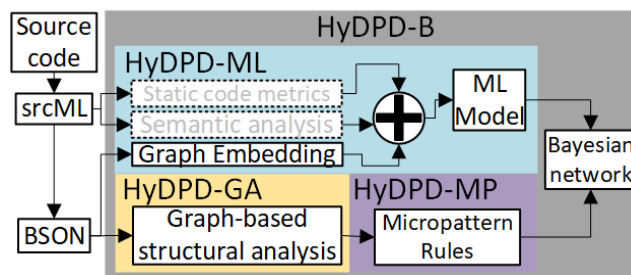 Source
code
HyDPD-B
HyDPD-ML
srcML
Static code metrics
Semantic analysis
Graph Embedding
ML
Model
Bayesian
network
HyDPD-GA
HyDPD-MP
BSON
Graph-based
structural analysis
Micropattern
Rules